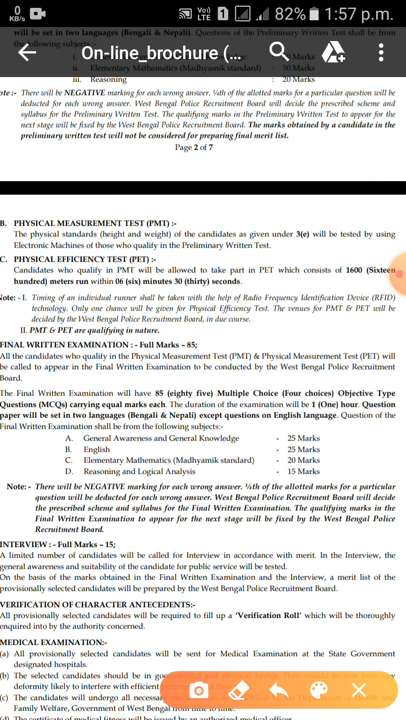 0 KB/s Vo) LTE 1 82% 1:57 p.m.
will be set in two languages (Bengali & Nepali). Questions of the Preliminary Test shall be from
the following subjects:-
On-line_brochure (...
Marks
ii. Elementary Mathematics (Madhyamik standard) : 30 Marks
iii. Reasoning : 20 Marks
ote :- There will be NEGATIVE marking for each wrong answer. ¼th of the allotted marks for a particular question will be
deducted for each wrong answer. West Bengal Police Recruitment Board will decide the prescribed scheme and
syllabus for the Preliminary Written Test. The qualifying marks in the Preliminary Written Test to appear for the
next stage will be fixed by the West Bengal Police Recruitment Board. The marks obtained by a candidate in the
preliminary written test will not be considered for preparing final merit list.
Page 2 of 7
B. PHYSICAL MEASUREMENT TEST (PMT) :-
The physical standards (height and weight) of the candidates as given under 3(e) will be tested by using
Electronic Machines of those who qualify in the Preliminary Written Test.
C. PHYSICAL EFFICIENCY TEST (PET) :-
Candidates who qualify in PMT will be allowed to take part in PET which consists of 1600 (Sixteen
hundred) meters run within 06 (six) minutes 30 (thirty) seconds.
Note: - I. Timing of an individual runner shall be taken with the help of Radio Frequency Identification Device (RFID)
technology. Only one chance will be given for Physical Efficiency Test. The venues for PMT & PET will be
decided by the West Bengal Police Recruitment Board, in due course.
II. PMT & PET are qualifying in nature.
FINAL WRITTEN EXAMINATION : - Full Marks – 85;
All the candidates who qualify in the Physical Measurement Test (PMT) & Physical Measurement Test (PET) will
be called to appear in the Final Written Examination to be conducted by the West Bengal Police Recruitment
Board.
The Final Written Examination will have 85 (eighty five) Multiple Choice (Four choices) Objective Type
Questions (MCQs) carrying equal marks each. The duration of the examination will be 1 (One) hour. Question
paper will be set in two languages (Bengali & Nepali) except questions on English language. Question of the
Final Written Examination shall be from the following subjects:-
A. General Awareness and General Knowledge - 25 Marks
B. English - 25 Marks
C. Elementary Mathematics (Madhyamik standard) - 20 Marks
D. Reasoning and Logical Analysis - 15 Marks
Note: - There will be NEGATIVE marking for each wrong answer. ¼th of the allotted marks for a particular
question will be deducted for each wrong answer. West Bengal Police Recruitment Board will decide
the prescribed scheme and syllabus for the Final Written Examination. The qualifying marks in the
Final Written Examination to appear for the next stage will be fixed by the West Bengal Police
Recruitment Board.
INTERVIEW : - Full Marks – 15;
A limited number of candidates will be called for Interview in accordance with merit. In the Interview, the
general awareness and suitability of the candidate for public service will be tested.
On the basis of the marks obtained in the Final Written Examination and the Interview, a merit list of the
provisionally selected candidates will be prepared by the West Bengal Police Recruitment Board.
VERIFICATION OF CHARACTER ANTECEDENTS:-
All provisionally selected candidates will be required to fill up a 'Verification Roll' which will be thoroughly
enquired into by the authority concerned.
MEDICAL EXAMINATION:-
(a) All provisionally selected candidates will be sent for Medical Examination at the State Government
designated hospitals.
(b) The selected candidates should be in good
deformity likely to interfere with efficien
(c) The candidates will undergo all necessar
Family Welfare, Government of West Bengal from time to time.
(d) The certificate of medical fitness will be issued by an authorized medical officer